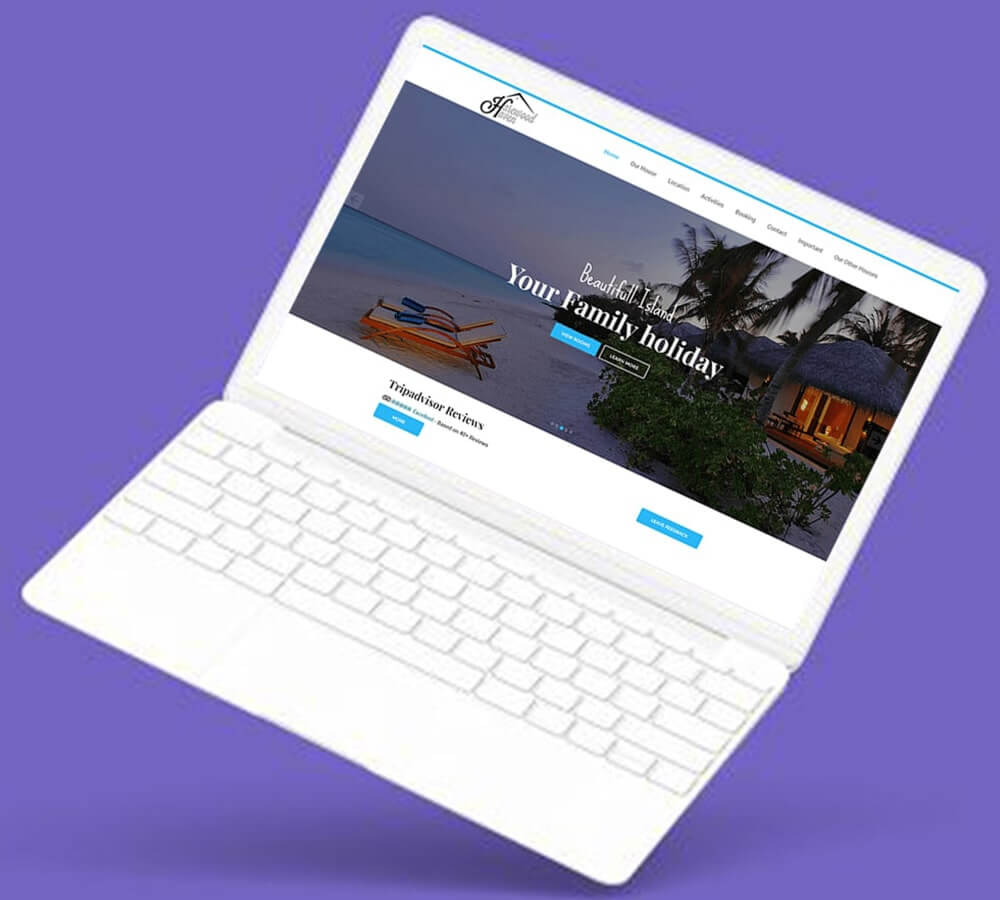 Home Our House Location Activities Booking Contact Important Our Other Houses
Beautifull Island
Your Family holiday
VIEW ROOMS LEARN MORE
Tripadvisor Reviews
Excellent - Based on 40+ Reviews
MORE
LEAVE FEEDBACK